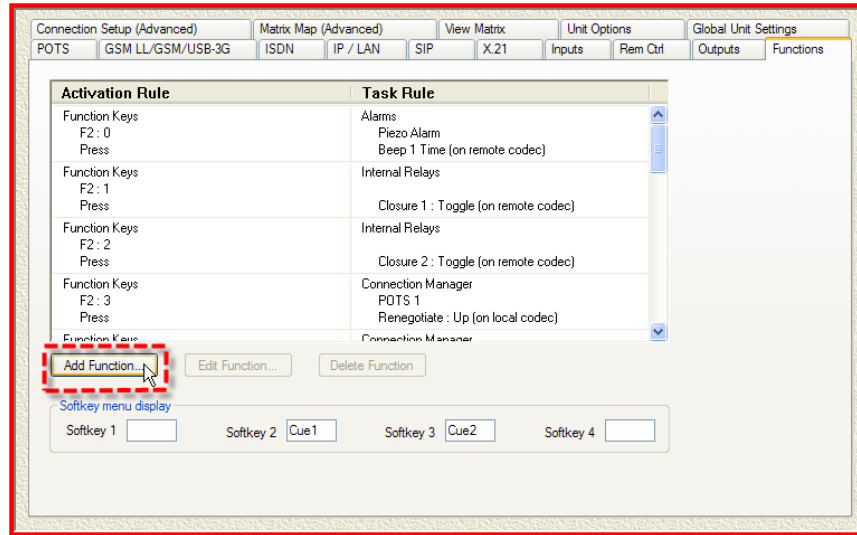 Connection Setup (Advanced) Matrix Map (Advanced) View Matrix Unit Options Global Unit Settings
POTS GSM LL/GSM/USB-3G ISDN IP / LAN SIP X.21 Inputs Rem Ctrl Outputs Functions
Activation Rule Task Rule
Function Keys Alarms
F2 : 0 Piezo Alarm
Press Beep 1 Time (on remote codec)
Function Keys Internal Relays
F2 : 1
Press Closure 1 : Toggle (on remote codec)
Function Keys Internal Relays
F2 : 2
Press Closure 2 : Toggle (on remote codec)
Function Keys Connection Manager
F2 : 3 POTS 1
Press Renegotiate : Up (on local codec)
Function Keys Connection Manager
Add Function... Edit Function... Delete Function
Softkey menu display
Softkey 1 Softkey 2 Cue1 Softkey 3 Cue2 Softkey 4